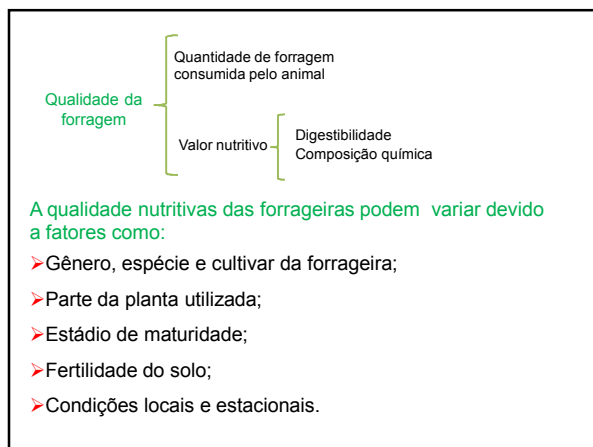 Quantidade de forragem
consumida pelo animal
Qualidade da
forragem
Valor nutritivo
Digestibilidade
Composição química
A qualidade nutritivas das forrageiras podem variar devido
a fatores como:
➢Gênero, espécie e cultivar da forrageira;
➢Parte da planta utilizada;
➢Estádio de maturidade;
➢Fertilidade do solo;
➢Condições locais e estacionais.